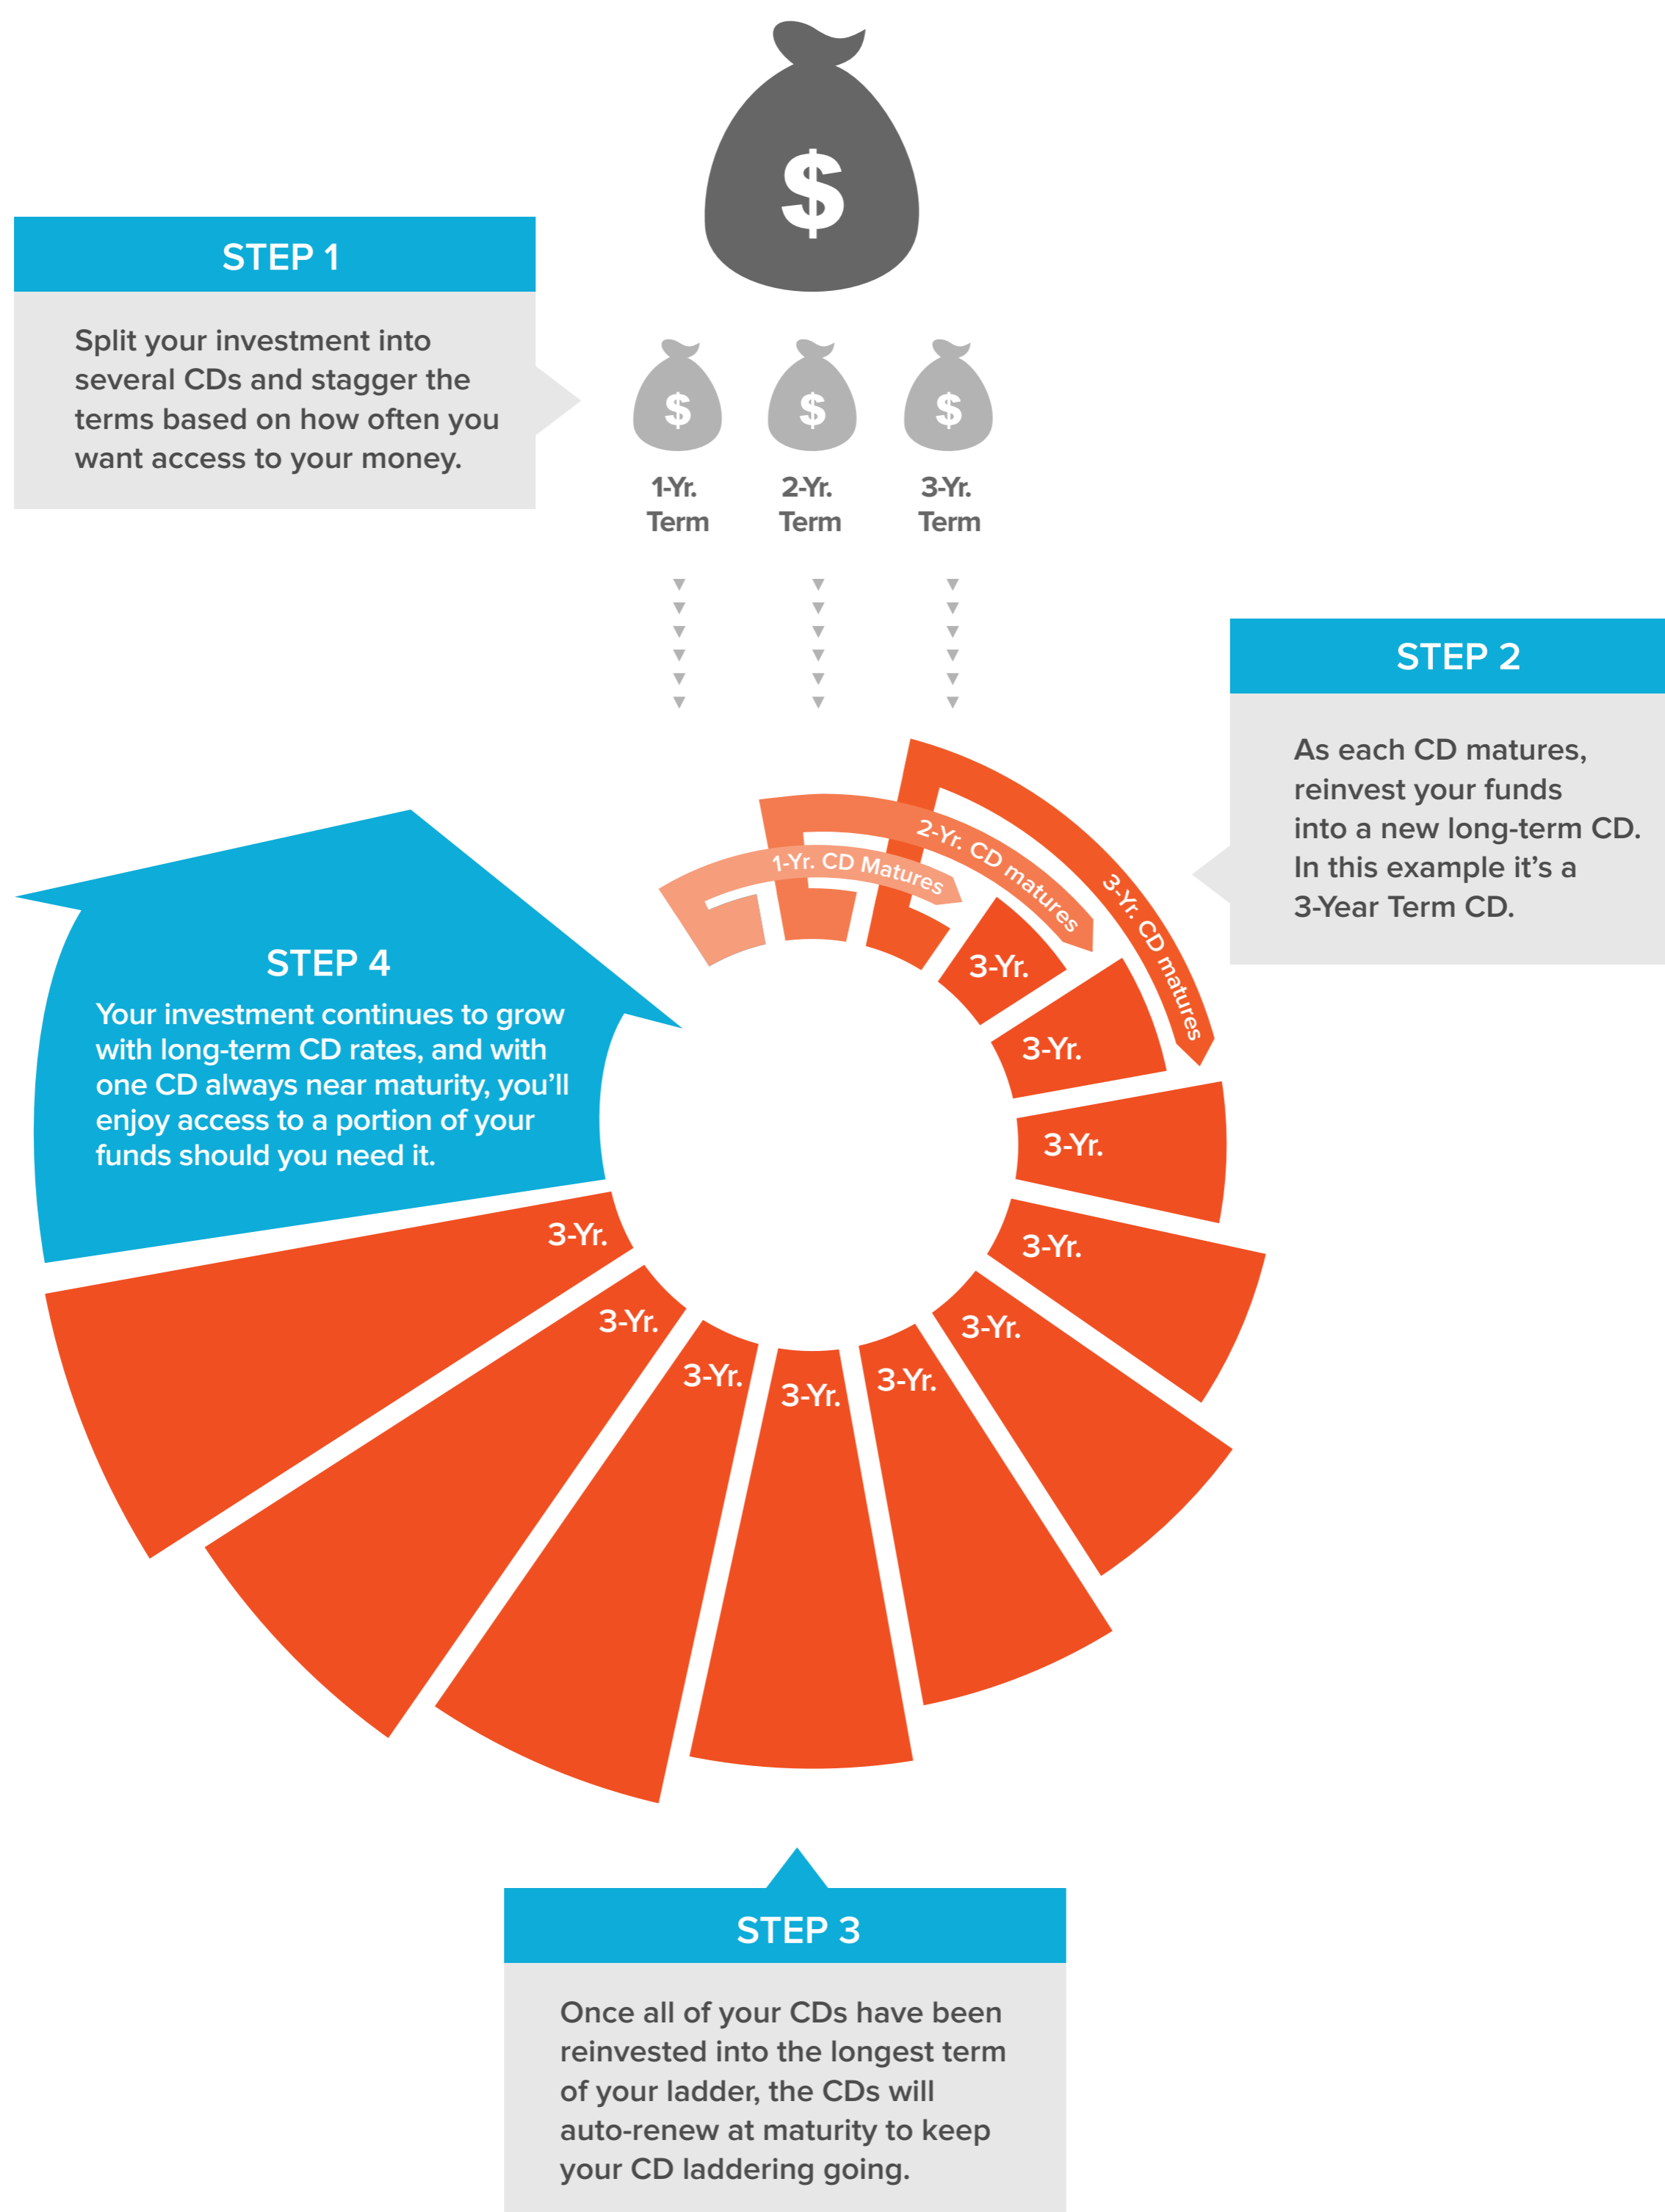 $
STEP 1
Split your investment into
several CDs and stagger the
terms based on how often you
want access to your money.
$ $ $
1-Yr. 2-Yr. 3-Yr.
Term Term Term
STEP 2
As each CD matures,
reinvest your funds
into a new long-term CD.
In this example it’s a
3-Year Term CD.
1-Yr. CD Matures
2-Yr. CD matures
3-Yr. CD matures
3-Yr.
3-Yr.
3-Yr.
3-Yr.
3-Yr.
3-Yr.
3-Yr.
3-Yr.
3-Yr.
3-Yr.
STEP 3
Once all of your CDs have been
reinvested into the longest term
of your ladder, the CDs will
auto-renew at maturity to keep
your CD laddering going.
STEP 4
Your investment continues to grow
with long-term CD rates, and with
one CD always near maturity, you’ll
enjoy access to a portion of your
funds should you need it.